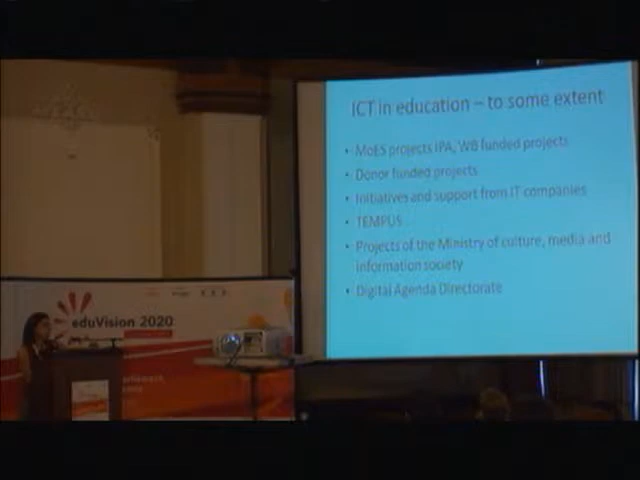 ICT in education – to some extent
• MoES projects IPA, WB funded projects
• Donor funded projects
• Initiatives and support from IT companies
• TEMPUS
• Projects of the Ministry of culture, media and
information society
• Digital Agenda Directorate
eduVision 2020